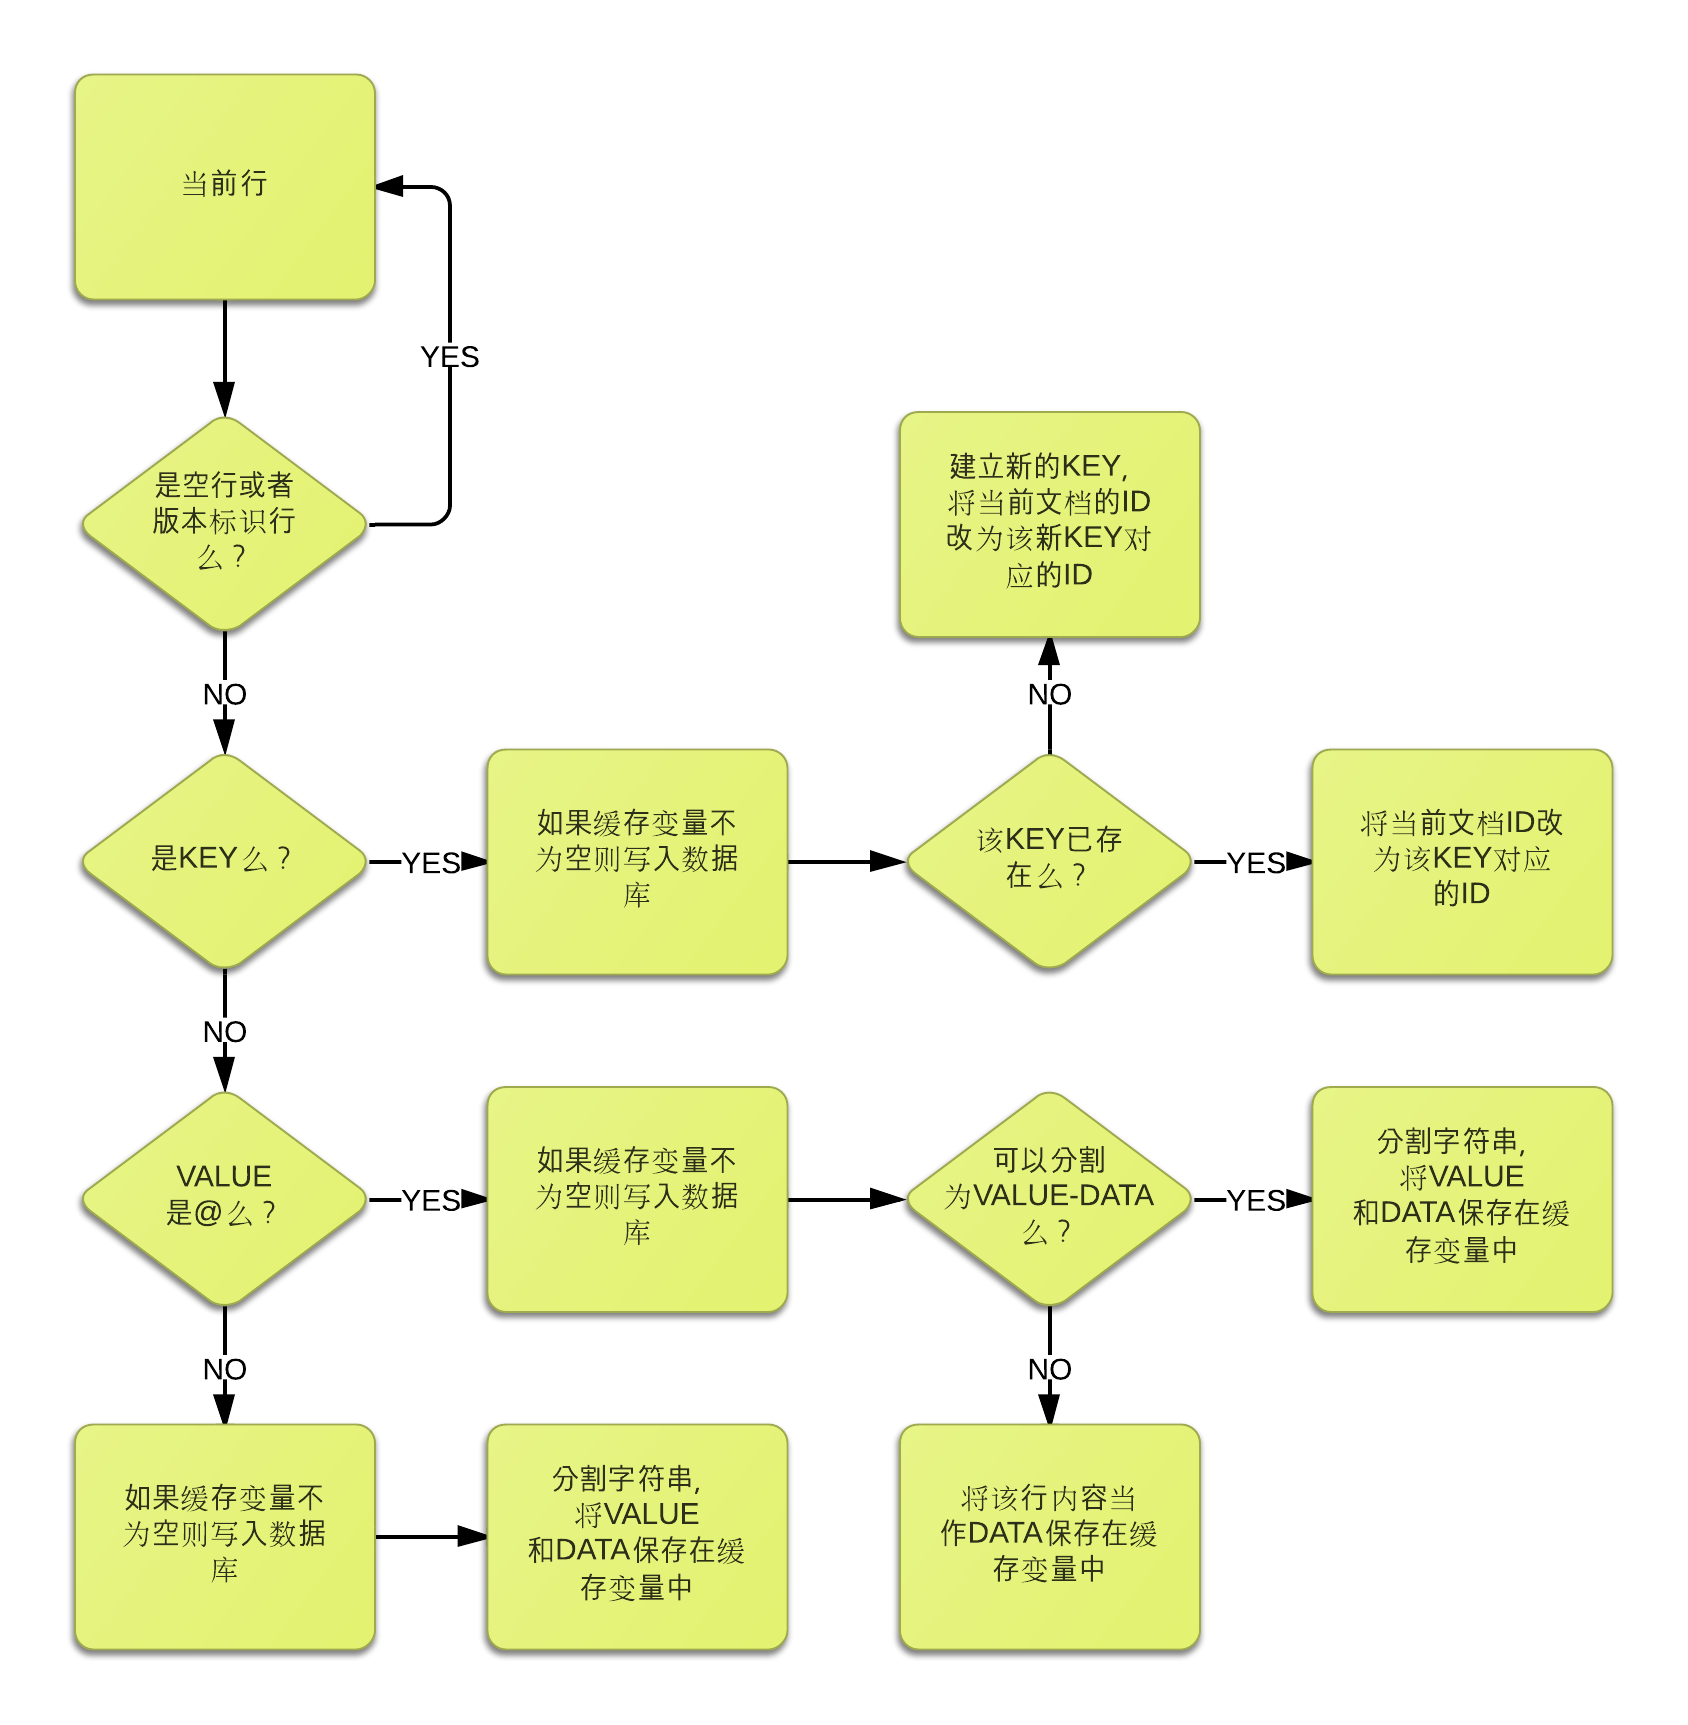 当前行
YES
是空行或者
版本标识行
么？
NO
建立新的KEY,
将当前文档的ID
改为该新KEY对
应的ID
NO
是KEY么？
YES
如果缓存变量不
为空则写入数据
库
该KEY已存
在么？
YES
将当前文档ID改
为该KEY对应
的ID
NO
VALUE
是@么？
YES
如果缓存变量不
为空则写入数据
库
可以分割
为VALUE-DATA
么？
YES
分割字符串,
将VALUE
和DATA保存在缓
存变量中
NO
NO
如果缓存变量不
为空则写入数据
库
分割字符串,
将VALUE
和DATA保存在缓
存变量中
将该行内容当
作DATA保存在缓
存变量中